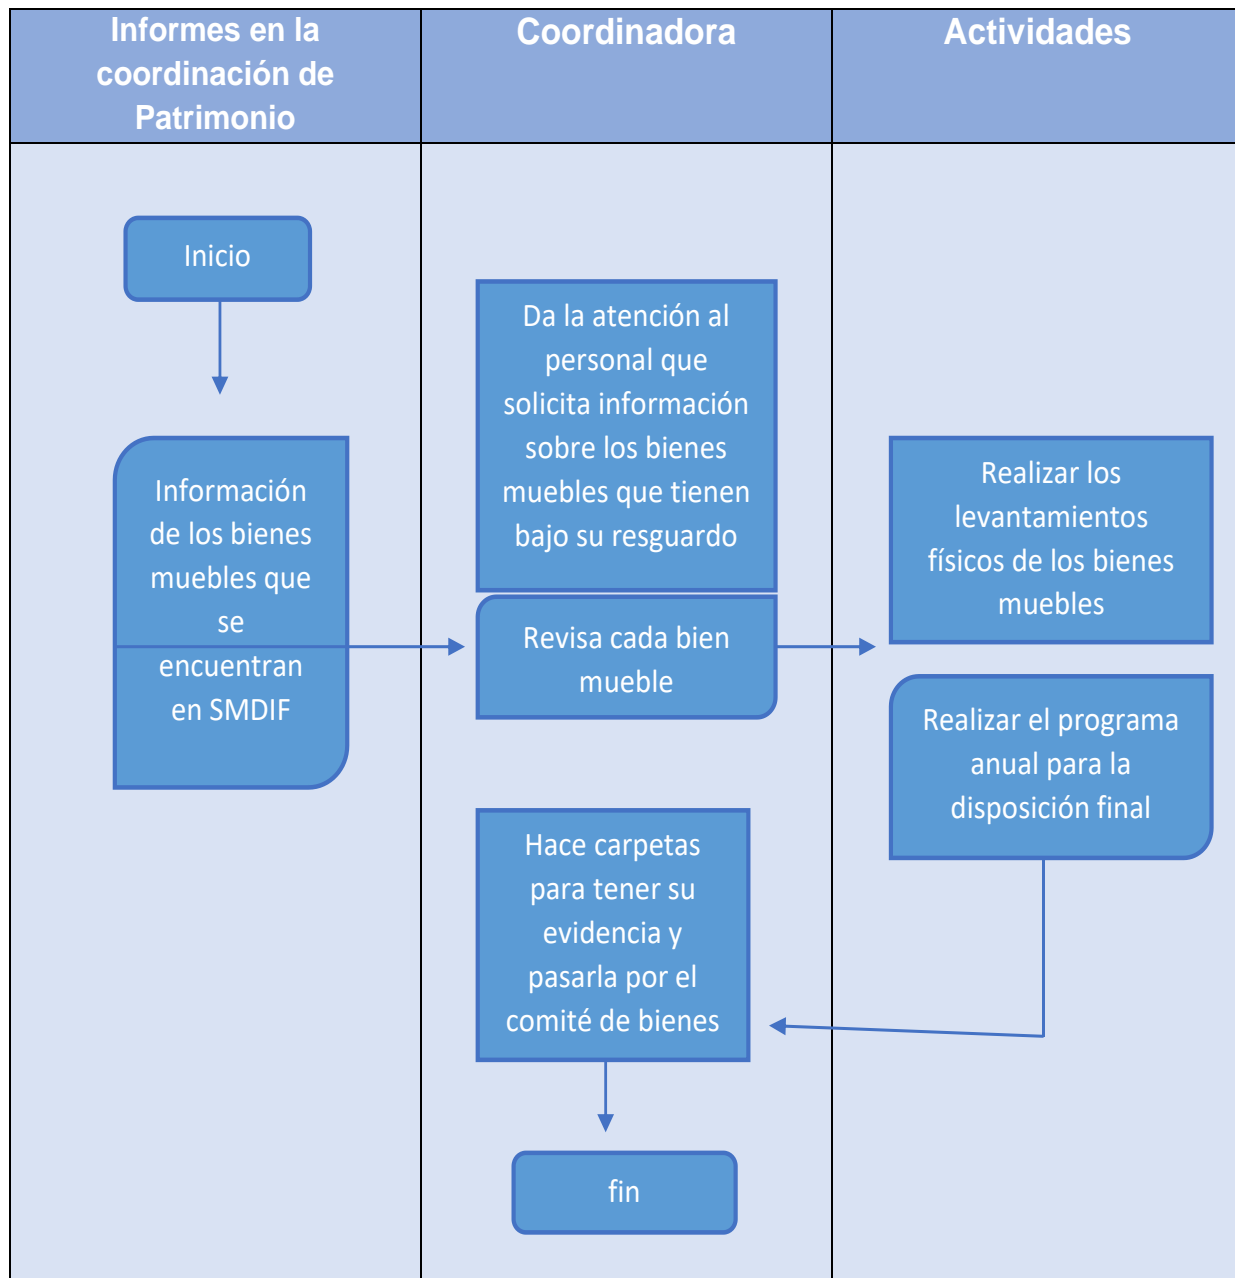 Informes en la
coordinación de
Patrimonio
Coordinadora
Actividades
Inicio
Información
de los bienes
muebles que
se
encuentran
en SMDIF
Da la atención al
personal que
solicita información
sobre los bienes
muebles que tienen
bajo su resguardo
Revisa cada bien
mueble
Realizar los
levantamientos
físicos de los bienes
muebles
Realizar el programa
anual para la
disposición final
Hace carpetas
para tener su
evidencia y
pasarla por el
comité de bienes
fin